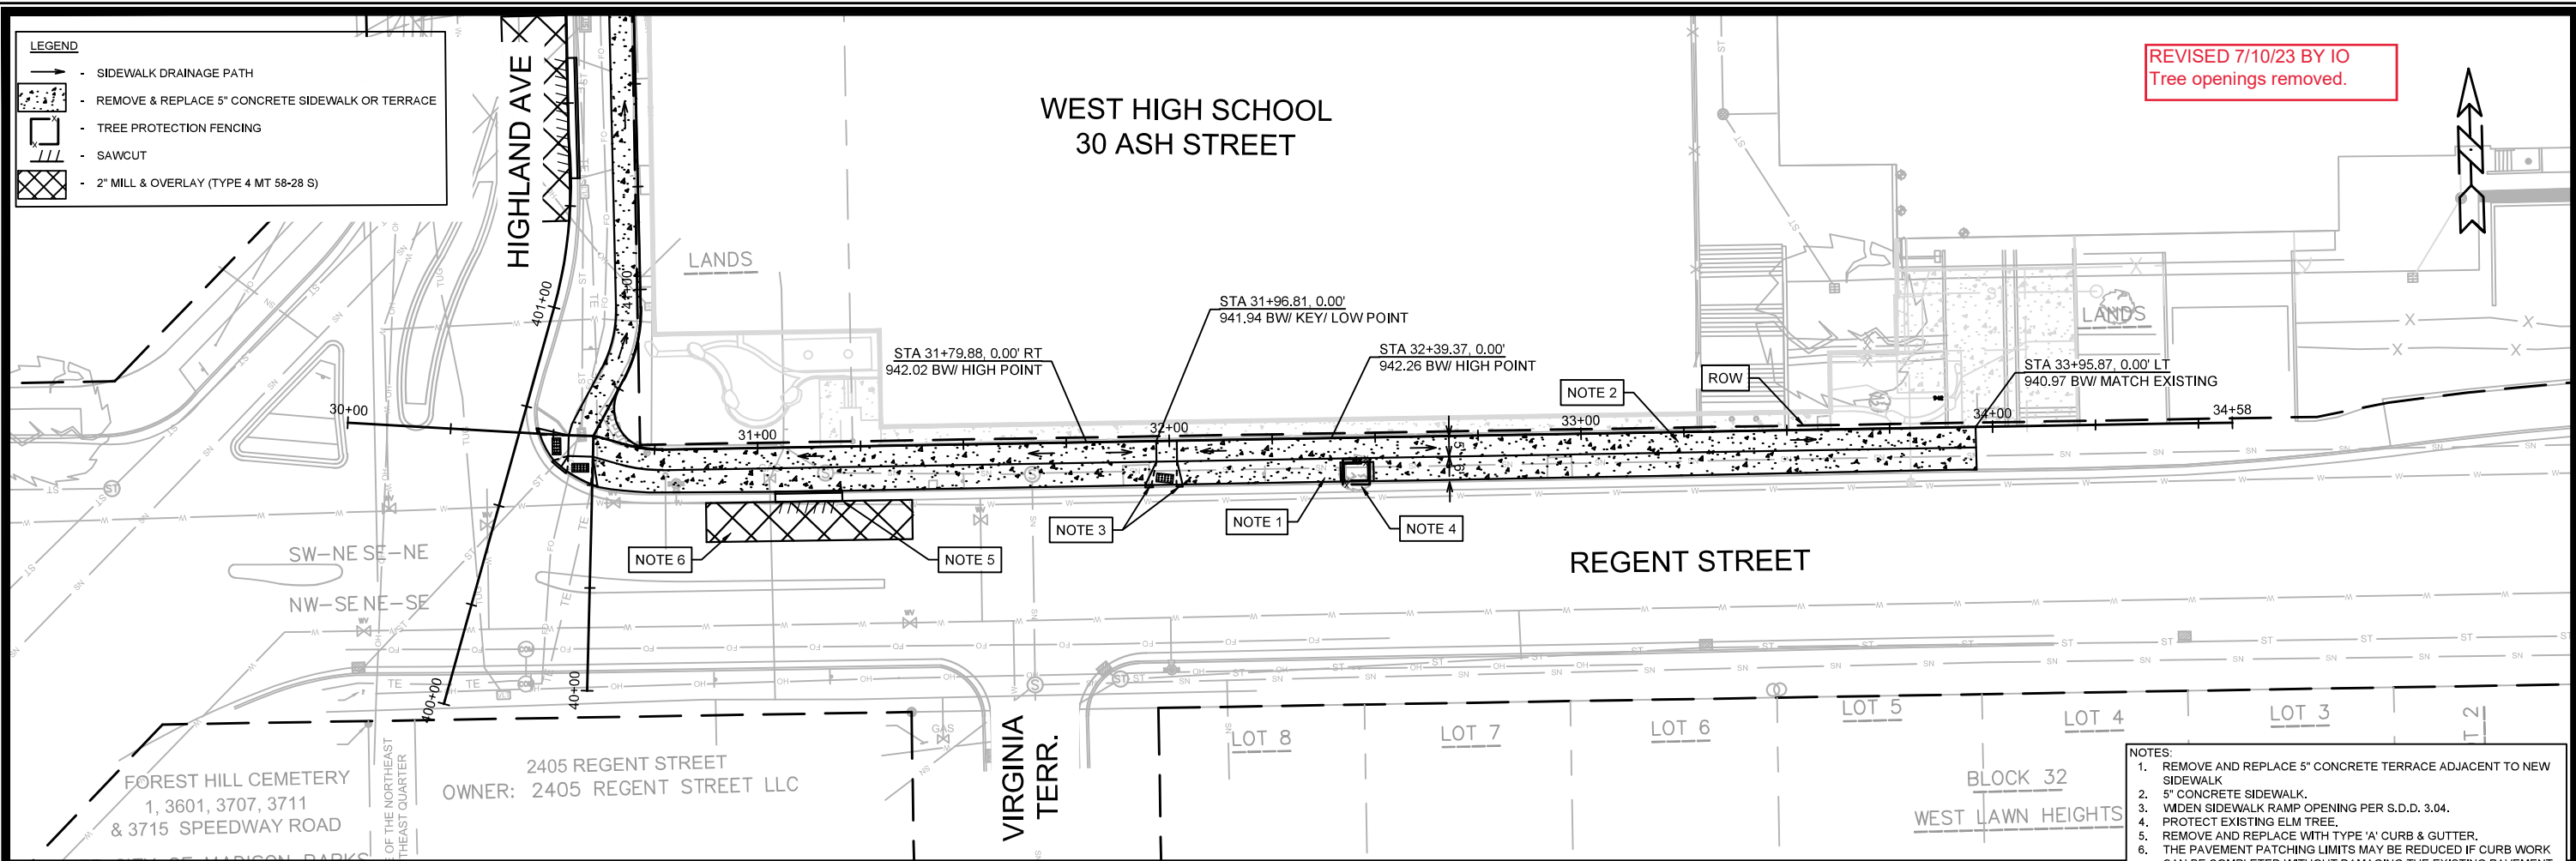 LEGEND
- SIDEWALK DRAINAGE PATH
- REMOVE & REPLACE 5" CONCRETE SIDEWALK OR TERRACE
- TREE PROTECTION FENCING
- SAWCUT
- 2" MILL & OVERLAY (TYPE 4 MT 58-28 S)
HIGHLAND AVE
WEST HIGH SCHOOL
30 ASH STREET
REVISED 7/10/23 BY IO
Tree openings removed.
LANDS
LANDS
401+00
41+00
STA 31+96.81, 0.00'
941.94 BW/ KEY/ LOW POINT
STA 31+79.88, 0.00' RT
942.02 BW/ HIGH POINT
STA 32+39.37, 0.00'
942.26 BW/ HIGH POINT
NOTE 2
ROW
STA 33+95.87, 0.00' LT
940.97 BW/ MATCH EXISTING
30+00
31+00
32+00
33+00
34+00
34+58
5'
6'
NOTE 3
NOTE 1
NOTE 4
NOTE 6
NOTE 5
REGENT STREET
SW-NE SE-NE
NW-SE NE-SE
400+00
40+00
VIRGINIA
TERR.
GAS
LOT 8
LOT 7
LOT 6
LOT 5
LOT 4
LOT 3
BLOCK 32
WEST LAWN HEIGHTS
FOREST HILL CEMETERY
1, 3601, 3707, 3711
& 3715 SPEEDWAY ROAD
2405 REGENT STREET
OWNER: 2405 REGENT STREET LLC
NOTES:
1. REMOVE AND REPLACE 5" CONCRETE TERRACE ADJACENT TO NEW
SIDEWALK
2. 5" CONCRETE SIDEWALK.
3. WIDEN SIDEWALK RAMP OPENING PER S.D.D. 3.04.
4. PROTECT EXISTING ELM TREE.
5. REMOVE AND REPLACE WITH TYPE 'A' CURB & GUTTER.
6. THE PAVEMENT PATCHING LIMITS MAY BE REDUCED IF CURB WORK
CAN BE COMPLETED WITHOUT DAMAGING THE EXISTING PAVEMENT